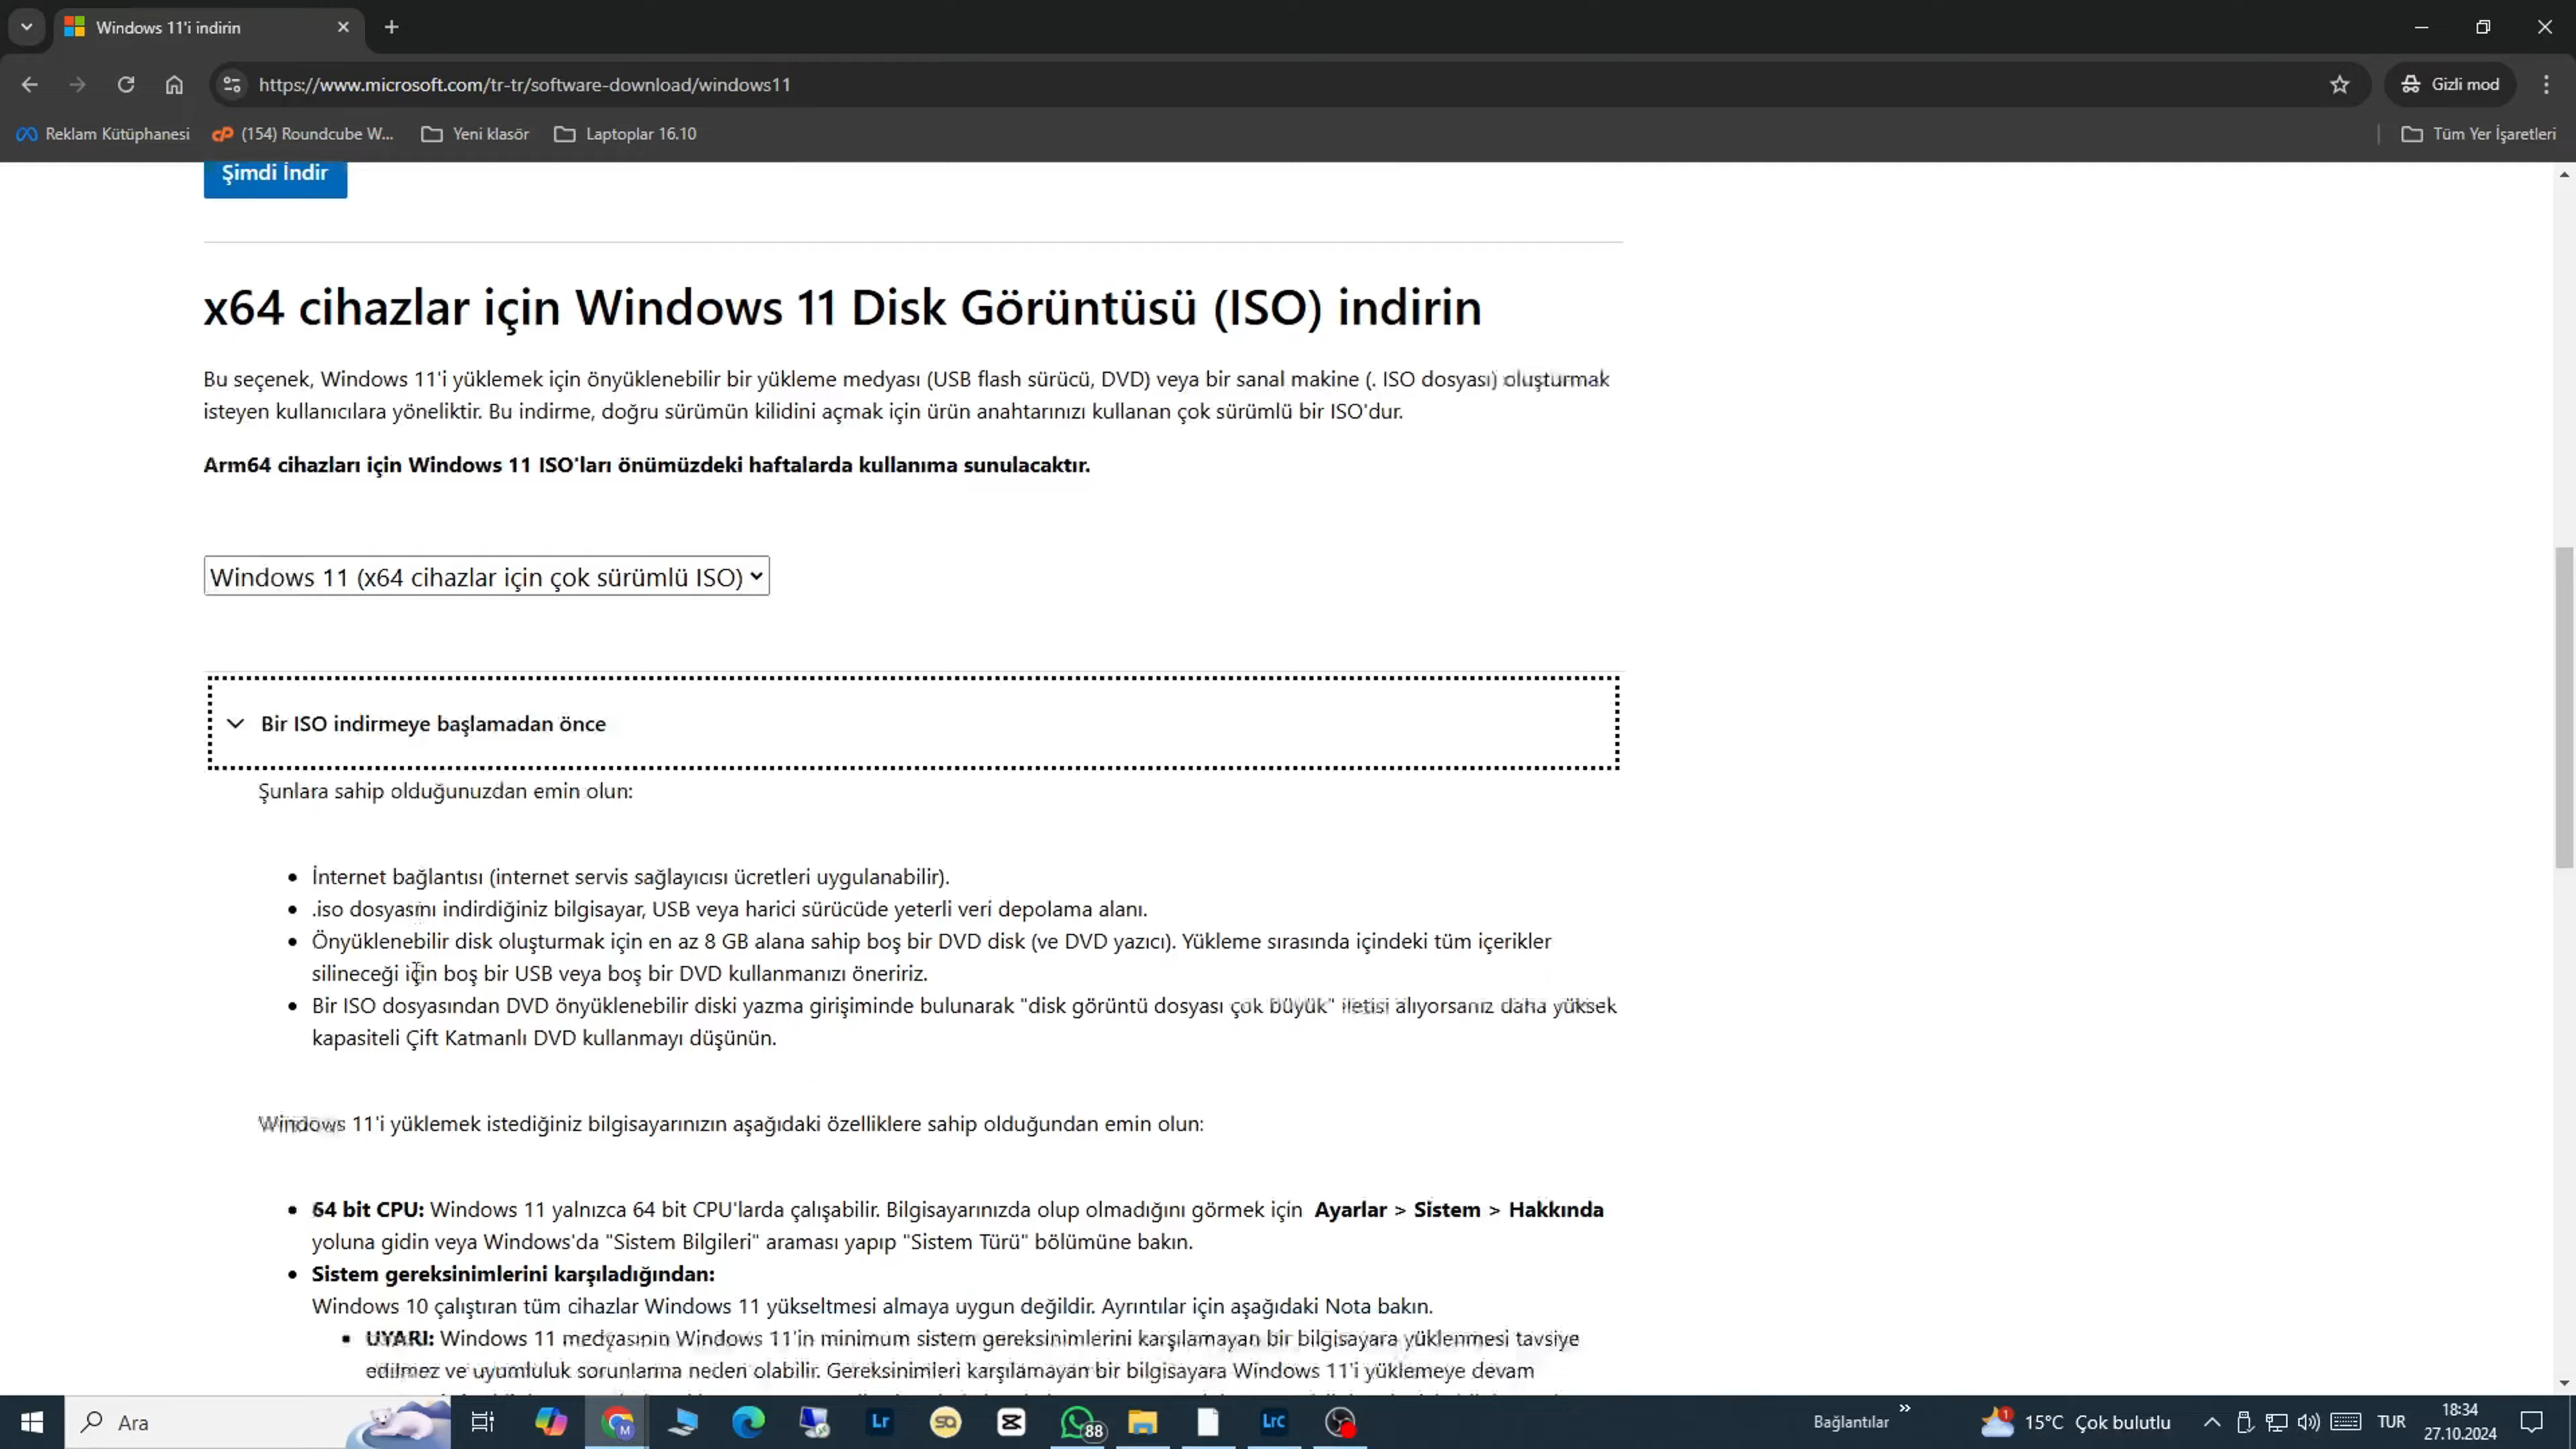 Windows 11'i indirin
https://www.microsoft.com/tr-tr/software-download/windows11
Gizli mod
Reklam Kütüphanesi
(154) Roundcube W...
Yeni klasör
Laptoplar 16.10
Tüm Yer İşaretleri
Şimdi İndir
x64 cihazlar için Windows 11 Disk Görüntüsü (ISO) indirin
Bu seçenek, Windows 11'i yüklemek için önyüklenebilir bir yükleme medyası (USB flash sürücü, DVD) veya bir sanal makine (. ISO dosyası) oluşturmak
isteyen kullanıcılara yöneliktir. Bu indirme, doğru sürümün kilidini açmak için ürün anahtarınızı kullanan çok sürümlü bir ISO'dur.
Arm64 cihazları için Windows 11 ISO'ları önümüzdeki haftalarda kullanıma sunulacaktır.
Windows 11 (x64 cihazlar için çok sürümlü ISO)
Bir ISO indirmeye başlamadan önce
Şunlara sahip olduğunuzdan emin olun:
• İnternet bağlantısı (internet servis sağlayıcısı ücretleri uygulanabilir).
• .iso dosyasını indirdiğiniz bilgisayar, USB veya harici sürücüde yeterli veri depolama alanı.
• Önyüklenebilir disk oluşturmak için en az 8 GB alana sahip boş bir DVD disk (ve DVD yazıcı). Yükleme sırasında içindeki tüm içerikler
silineceği için boş bir USB veya boş bir DVD kullanmanızı öneririz.
• Bir ISO dosyasından DVD önyüklenebilir diski yazma girişiminde bulunarak "disk görüntü dosyası çok büyük" iletisi alıyorsanız daha yüksek
kapasiteli Çift Katmanlı DVD kullanmayı düşünün.
Windows 11'i yüklemek istediğiniz bilgisayarınızın aşağıdaki özelliklere sahip olduğundan emin olun:
• 64 bit CPU: Windows 11 yalnızca 64 bit CPU'larda çalışabilir. Bilgisayarınızda olup olmadığını görmek için Ayarlar > Sistem > Hakkında
yoluna gidin veya Windows'da "Sistem Bilgileri" araması yapıp "Sistem Türü" bölümüne bakın.
• Sistem gereksinimlerini karşıladığından:
Windows 10 çalıştıran tüm cihazlar Windows 11 yükseltmesi almaya uygun değildir. Ayrıntılar için aşağıdaki Nota bakın.
▪ UYARI: Windows 11 medyasının Windows 11'in minimum sistem gereksinimlerini karşılamayan bir bilgisayara yüklenmesi tavsiye
edilmez ve uyumluluk sorunlarına neden olabilir. Gereksinimleri karşılamayan bir bilgisayara Windows 11'i yüklemeye devam
Ara
M
Lr
SQ
88
LrC
Bağlantılar
1
15°C Çok bulutlu
TUR
18:34
27.10.2024